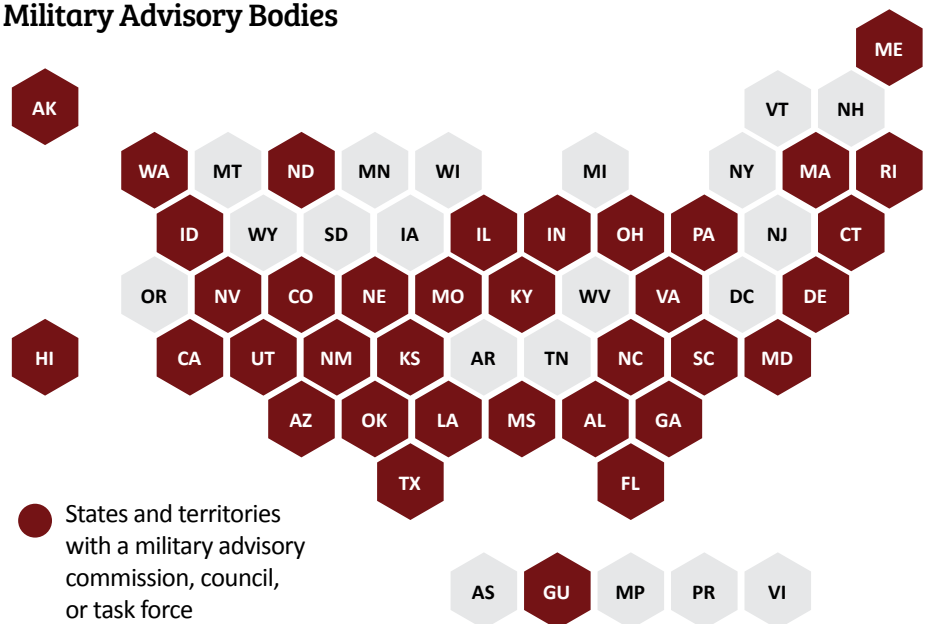 Military Advisory Bodies
ME
AK
VT NH
WA MT ND MN WI MI NY MA RI
ID WY SD IA IL IN OH PA NJ CT
OR NV CO NE MO KY WV VA DC DE
HI CA UT NM KS AR TN NC SC MD
AZ OK LA MS AL GA
TX FL
States and territories
with a military advisory
commission, council,
or task force
AS GU MP PR VI